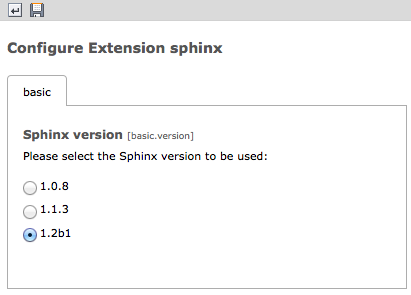 Configure Extension sphinx
basic
Sphinx version [basic.version]
Please select the Sphinx version to be used:
1.0.8
1.1.3
1.2b1